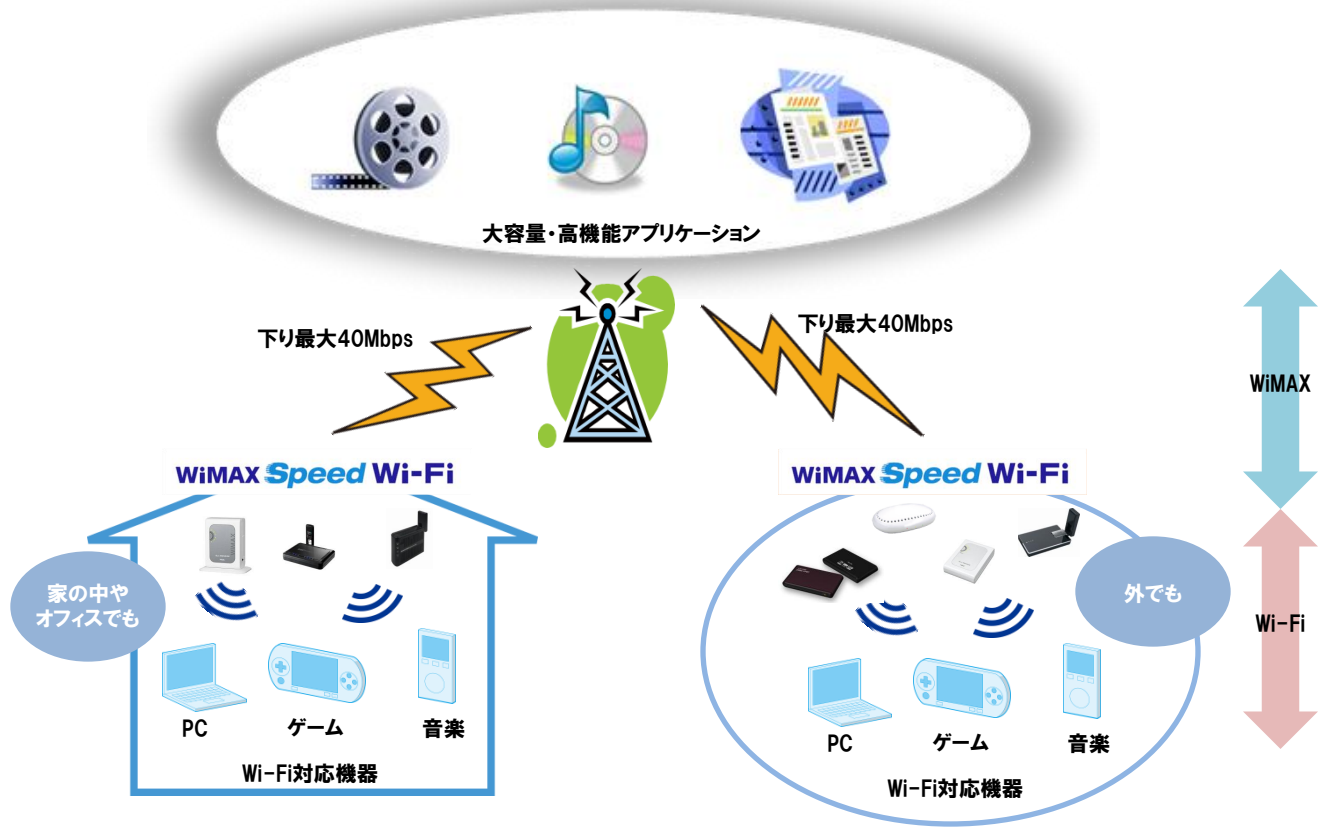 大容量・高機能アプリケーション
下り最大40Mbps
下り最大40Mbps
WiMAX
WiMAX Speed Wi-Fi
WiMAX Speed Wi-Fi
家の中や
オフィスでも
外でも
Wi-Fi
PC
ゲーム
音楽
Wi-Fi対応機器
PC
ゲーム
音楽
Wi-Fi対応機器